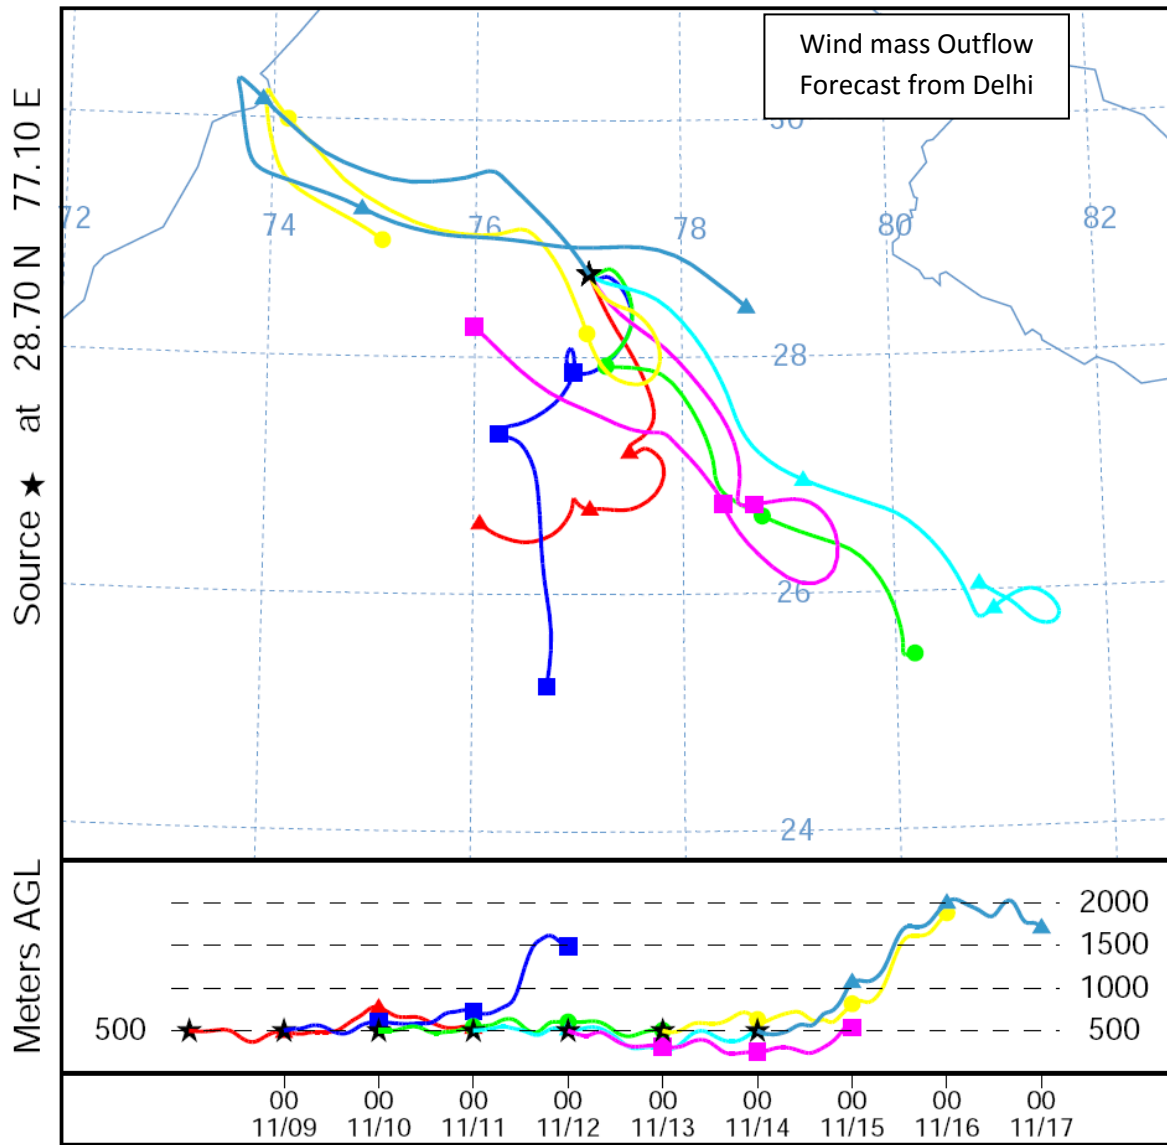 Wind mass Outflow
Forecast from Delhi
Source ★ at 28.70 N 77.10 E
72
74
76
78
80
82
28
26
24
Meters AGL
500
2000
1500
1000
500
00 00 00 00 00 00 00 00 00
11/09 11/10 11/11 11/12 11/13 11/14 11/15 11/16 11/17